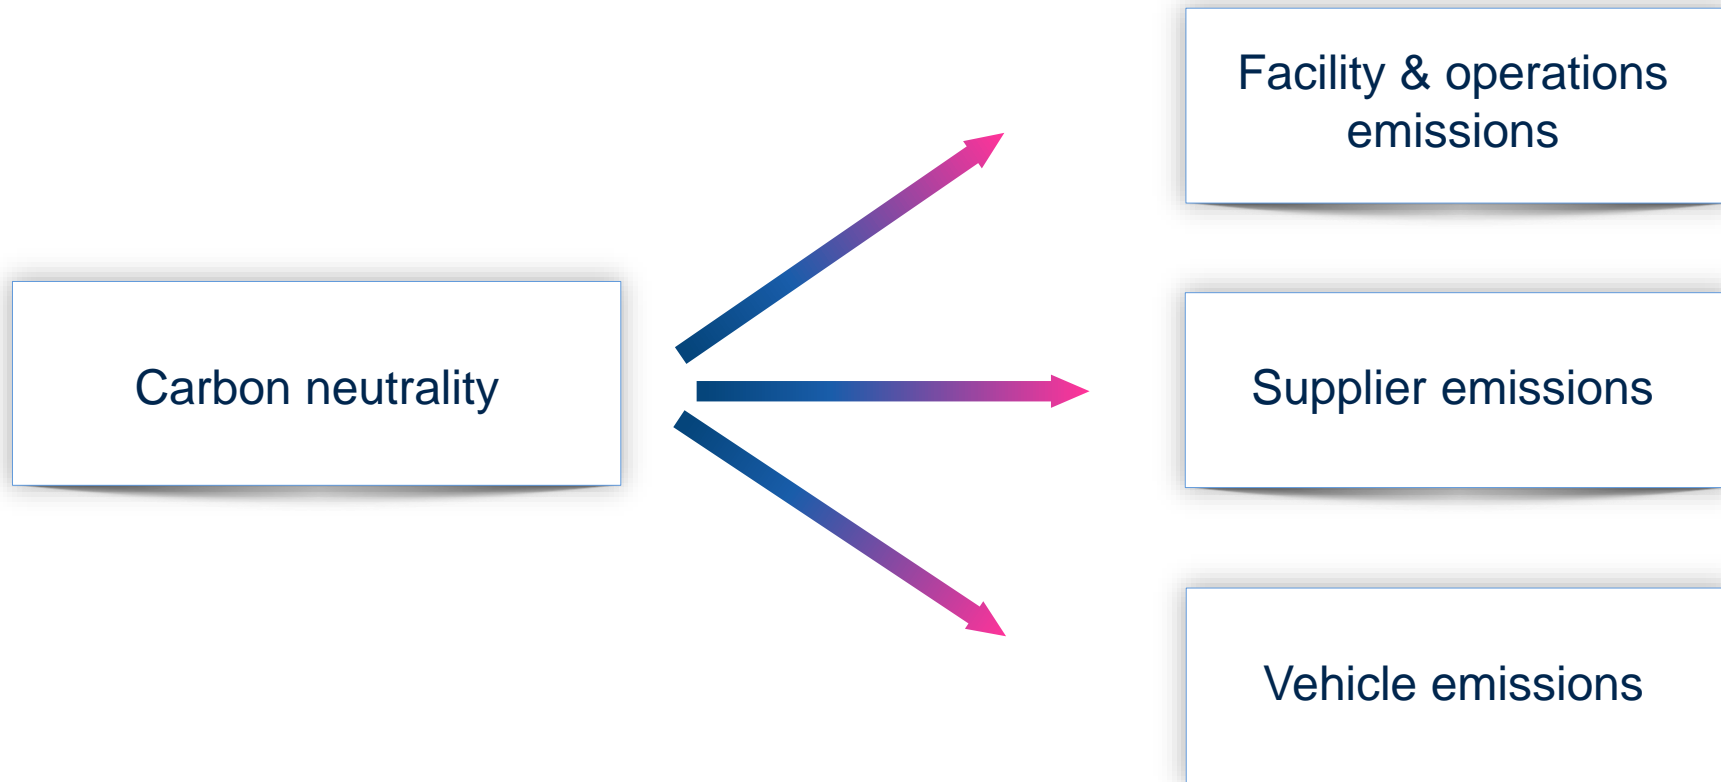 Facility & operations
emissions
Carbon neutrality
Supplier emissions
Vehicle emissions